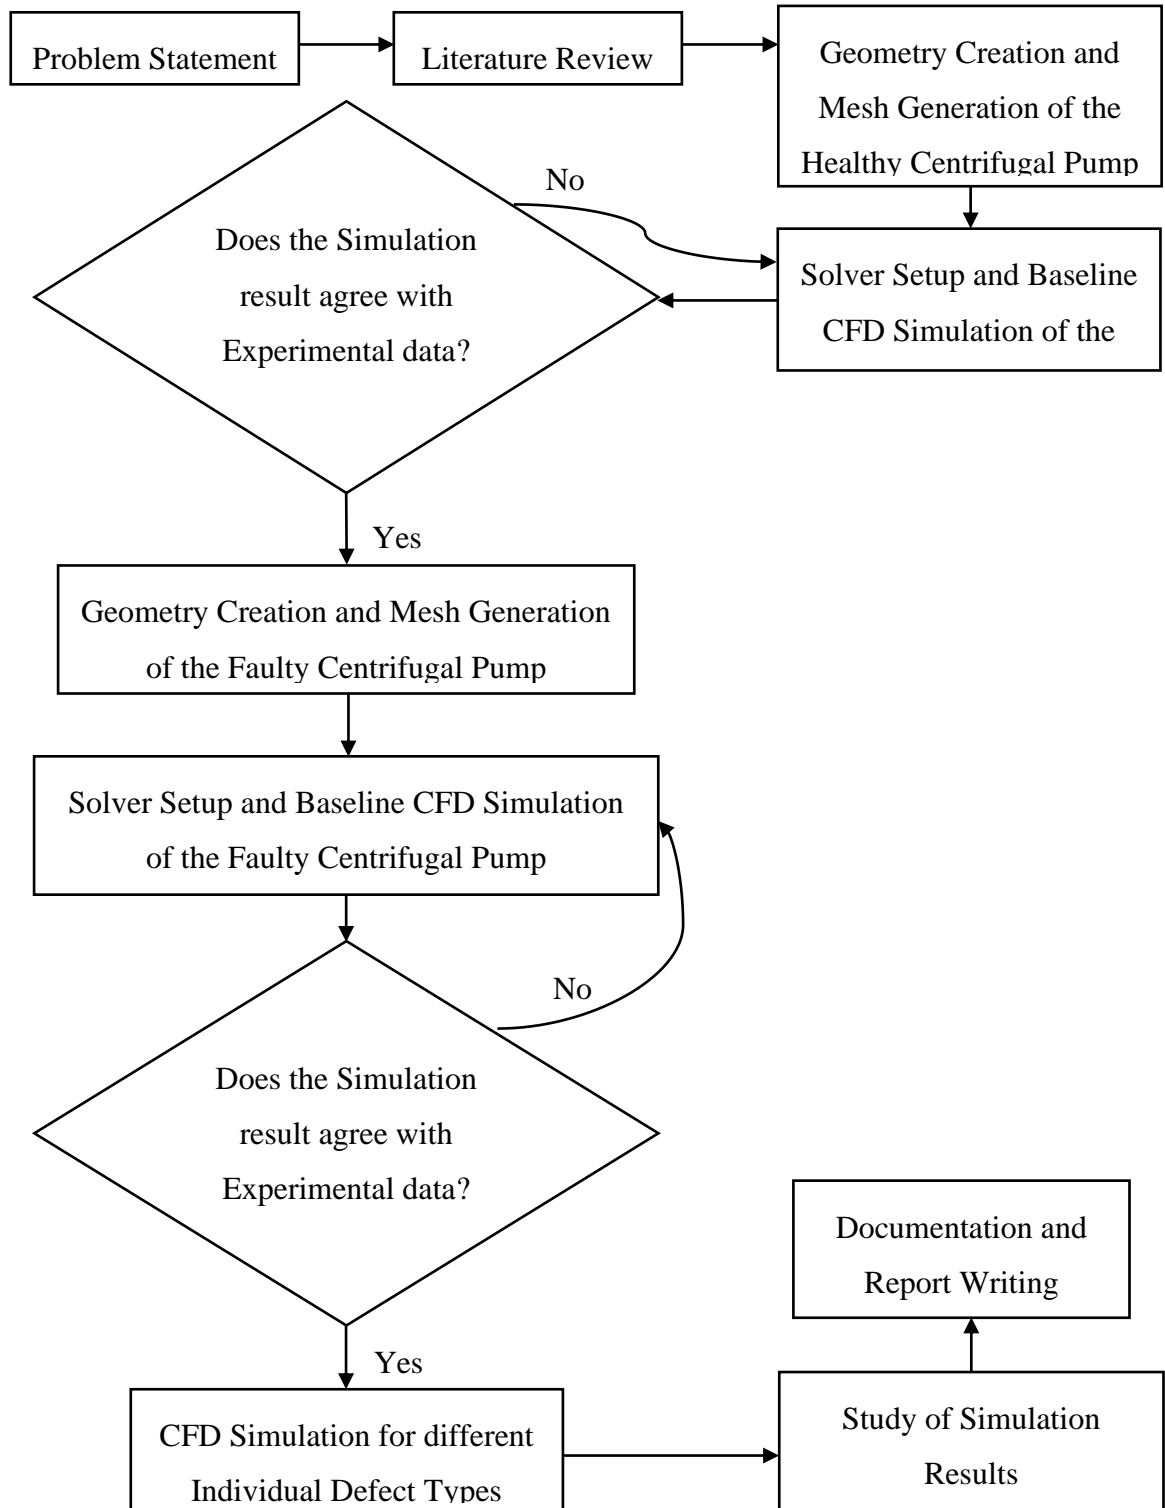 Problem Statement
Literature Review
Geometry Creation and
Mesh Generation of the
Healthy Centrifugal Pump
No
Does the Simulation
result agree with
Experimental data?
Solver Setup and Baseline
CFD Simulation of the
Yes
Geometry Creation and Mesh Generation
of the Faulty Centrifugal Pump
Solver Setup and Baseline CFD Simulation
of the Faulty Centrifugal Pump
No
Does the Simulation
result agree with
Experimental data?
Yes
CFD Simulation for different
Individual Defect Types
Study of Simulation
Results
Documentation and
Report Writing